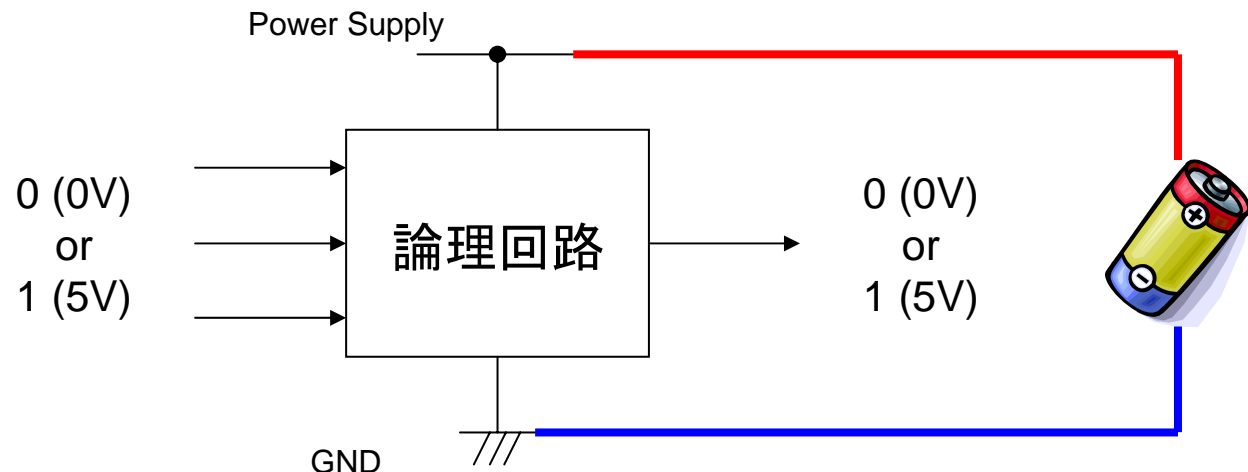 Power Supply
0 (0V)
or
1 (5V)
論理回路
0 (0V)
or
1 (5V)
+
-
GND